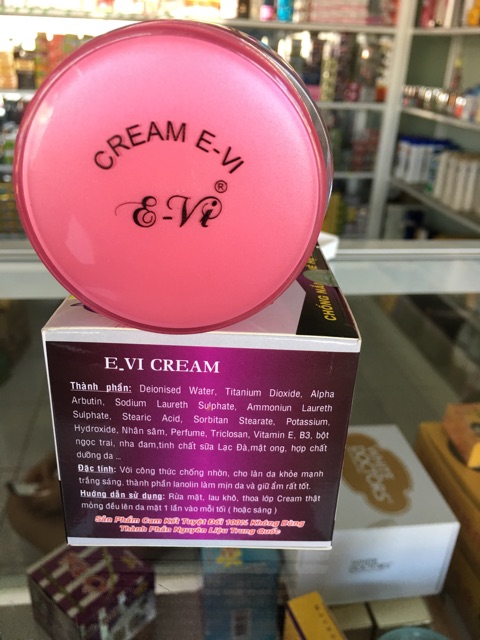 CREAM E-VI
®
E-Vi
CHỐNG NẮ
E_VI CREAM
Thành phần: Deionised Water, Titanium Dioxide, Alpha
Arbutin, Sodium Laureth Sulphate, Ammoniun Laureth
Sulphate, Stearic Acid, Sorbitan Stearate, Potassium,
Hydroxide, Nhân sâm, Perfume, Triclosan, Vitamin E, B3, bột
ngọc trai, nha đam,tinh chất sữa Lạc Đà,mật ong, hợp chất
dưỡng da ..
Đặc tính: Với công thức chống nhờn, cho làn da khỏe mạnh
trắng sáng. thành phần lanolin làm mịn da và giữ ẩm rất tốt.
Hướng dẫn sử dụng: Rửa mặt, lau khô, thoa lớp Cream thật
mỏng đều lên da mặt 1 lần vào mỗi tối ( hoặc sáng )
Sản Phẩm Cam Kết Tuyệt Đối 100% Không Dùng
Thành Phần Nguyên Liệu Trung Quốc